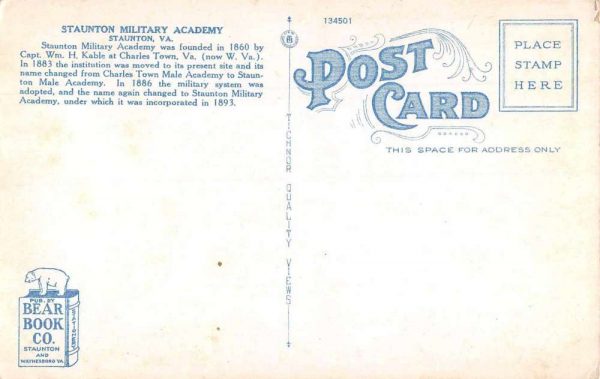 STAUNTON MILITARY ACADEMY
STAUNTON, VA.
Staunton Military Academy was founded in 1860 by
Capt. Wm. H. Kable at Charles Town, Va. (now W. Va.).
In 1883 the institution was moved to its present site and its
name changed from Charles Town Male Academy to Staun-
ton Male Academy. In 1886 the military system was
adopted, and the name again changed to Staunton Military
Academy, under which it was incorporated in 1893.
134501
POST
CARD
THIS SPACE FOR ADDRESS ONLY
PLACE
STAMP
HERE
TICHNOR QUALITY VIEWS
PUB. BY
BEAR
BOOK
CO.
STAUNTON
AND
WAYNESBORO VA.